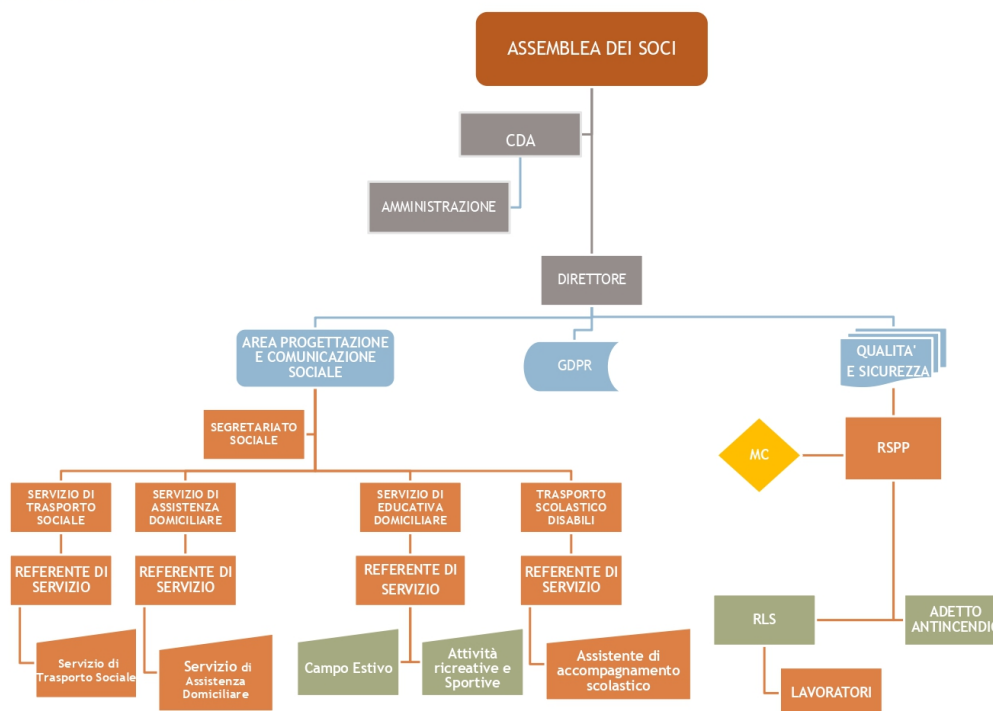 ASSEMBLEA DEI SOCI
CDA
AMMINISTRAZIONE
DIRETTORE
AREA PROGETTAZIONE
E COMUNICAZIONE
SOCIALE
GDPR
QUALITA'
E SICUREZZA
SEGRETARIATO
SOCIALE
MC
RSPP
SERVIZIO DI
TRASPORTO
SOCIALE
SERVIZIO DI
ASSISTENZA
DOMICILIARE
SERVIZIO DI
EDUCATIVA
DOMICILIARE
TRASPORTO
SCOLASTICO
DISABILI
REFERENTE DI
SERVIZIO
REFERENTE DI
SERVIZIO
REFERENTE DI
SERVIZIO
REFERENTE DI
SERVIZIO
RLS
ADETTO
ANTINCENDIO
Servizio di
Trasporto Sociale
Servizio di
Assistenza
Domiciliare
Campo Estivo
Attività
ricreative e
Sportive
Assistente di
accompagnamento
scolastico
LAVORATORI